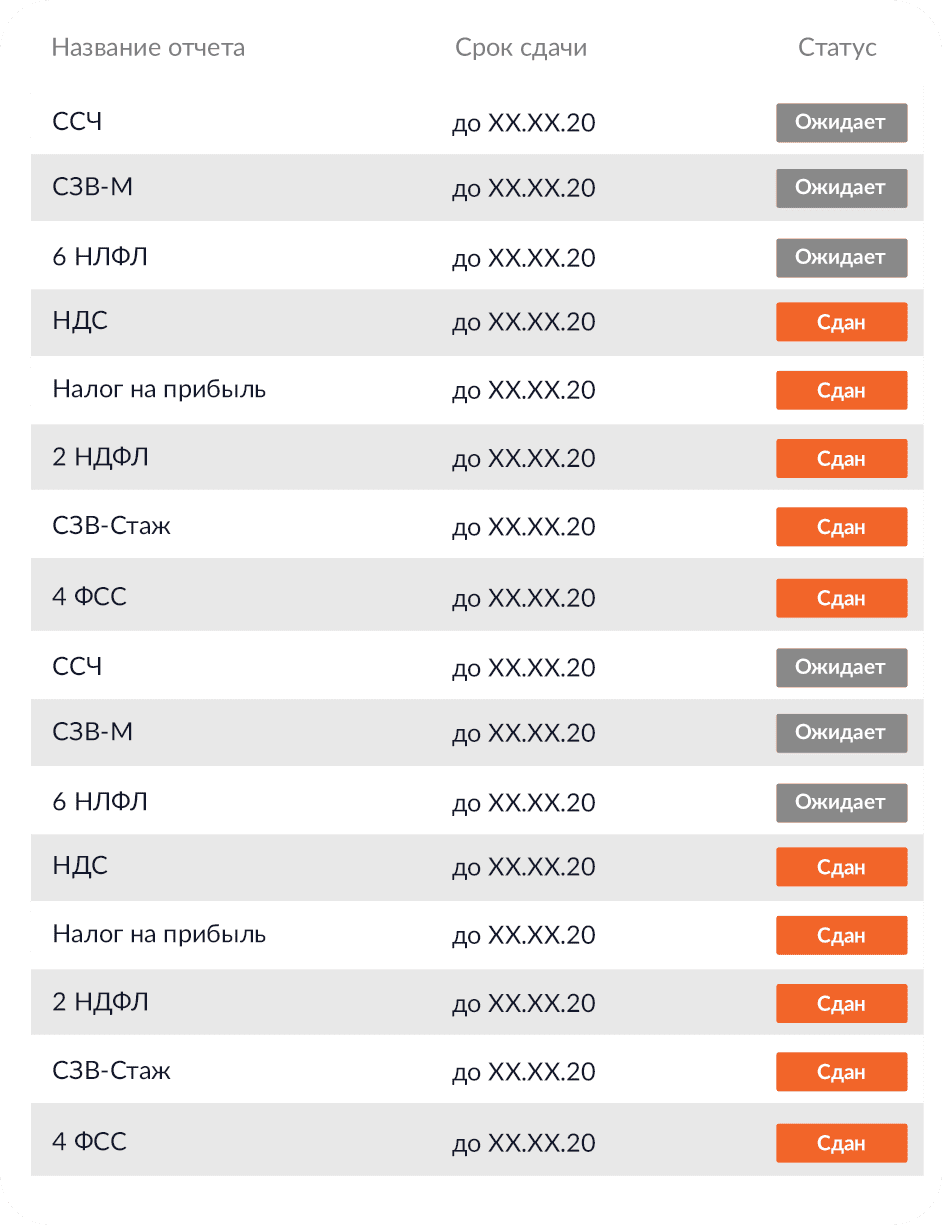 Название отчета Срок сдачи Статус
ССЧ до XX.XX.20 Ожидает
СЗВ-М до XX.XX.20 Ожидает
6 НЛФЛ до XX.XX.20 Ожидает
НДС до XX.XX.20 Сдан
Налог на прибыль до XX.XX.20 Сдан
2 НДФЛ до XX.XX.20 Сдан
СЗВ-Стаж до XX.XX.20 Сдан
4 ФСС до XX.XX.20 Сдан
ССЧ до XX.XX.20 Ожидает
СЗВ-М до XX.XX.20 Ожидает
6 НЛФЛ до XX.XX.20 Ожидает
НДС до XX.XX.20 Сдан
Налог на прибыль до XX.XX.20 Сдан
2 НДФЛ до XX.XX.20 Сдан
СЗВ-Стаж до XX.XX.20 Сдан
4 ФСС до XX.XX.20 Сдан